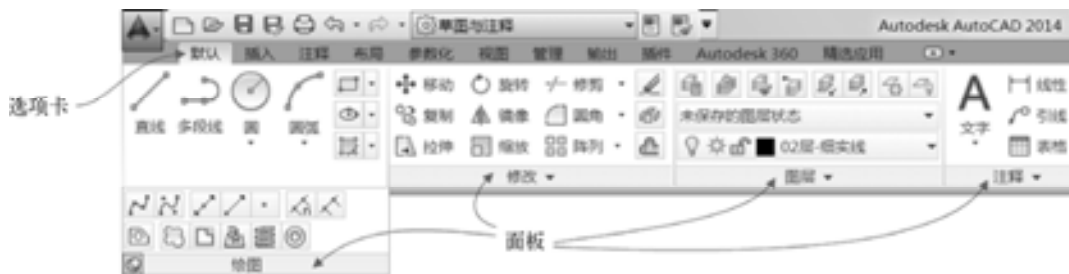 草图与注释 Autodesk AutoCAD 2014
默认 插入 注释 布局 参数化 视图 管理 输出 插件 Autodesk 360 精选应用
选项卡
直线 多段线 圆 圆弧
移动 旋转 修剪
复制 镜像 圆角
拉伸 缩放 阵列
修改
未保存的图层状态
02层-细实线
图层
A
文字
线性
引线
表格
注释
绘图
面板